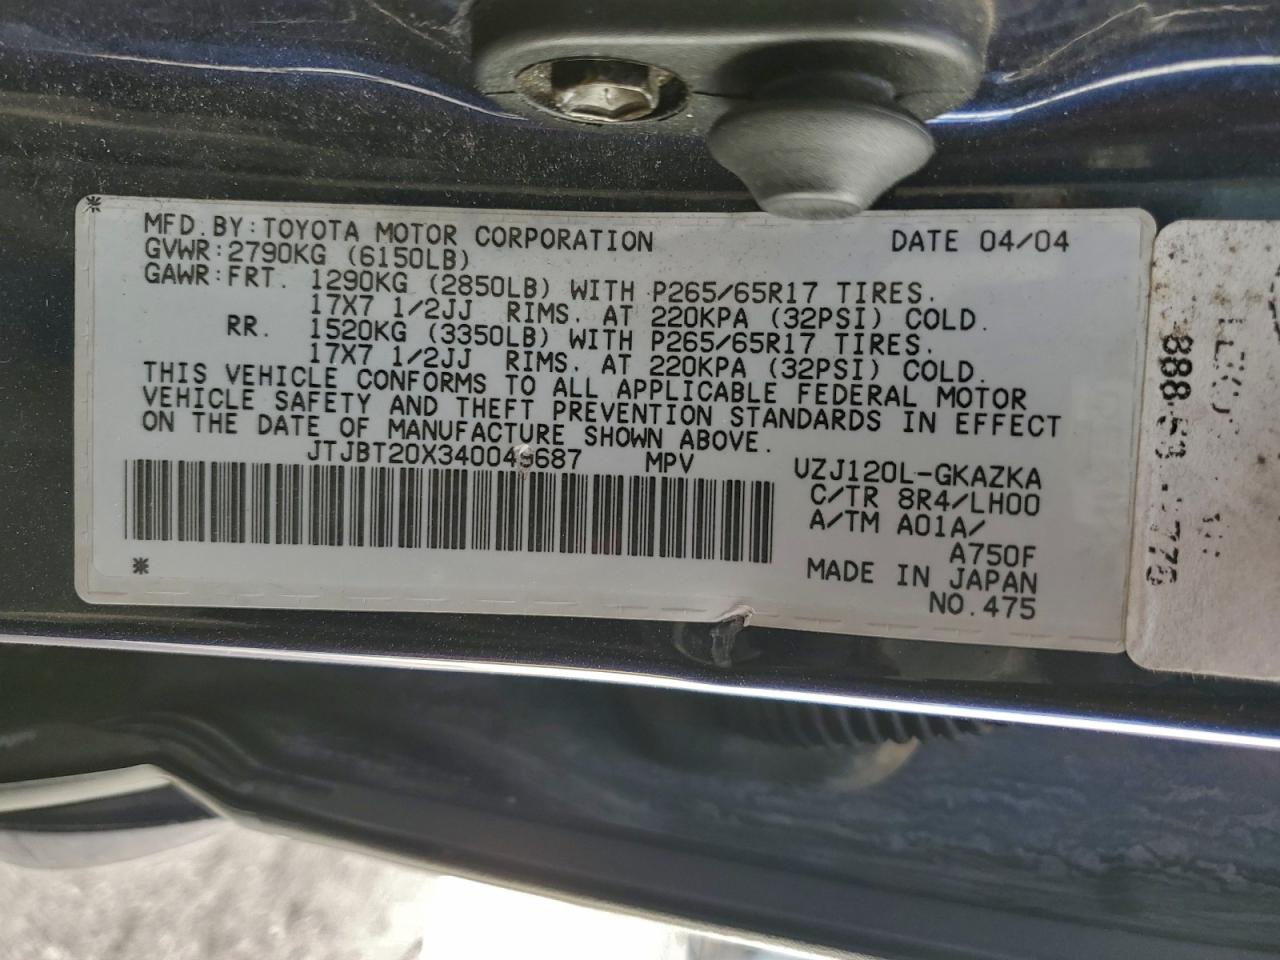 MFD.BY:TOYOTA MOTOR CORPORATION DATE 04/04
GVWR:2790KG (6150LB)
GAWR:FRT. 1290KG (2850LB) WITH P265/65R17 TIRES.
17X7 1/2JJ RIMS. AT 220KPA (32PSI) COLD.
RR. 1520KG (3350LB) WITH P265/65R17 TIRES.
17X7 1/2JJ RIMS. AT 220KPA (32PSI) COLD.
THIS VEHICLE CONFORMS TO ALL APPLICABLE FEDERAL MOTOR
VEHICLE SAFETY AND THEFT PREVENTION STANDARDS IN EFFECT
ON THE DATE OF MANUFACTURE SHOWN ABOVE.
MPV
UZJ120L-GKAZKA
C/TR 8R4/LH00
A/TM A01A/
A750F
MADE IN JAPAN
NO.475